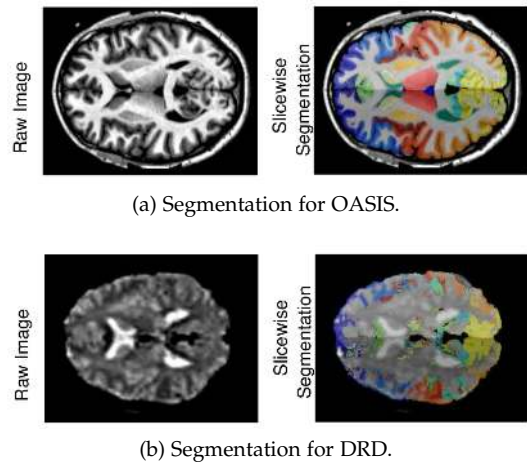 Raw Image
Slicewise
Segmentation
(a) Segmentation for OASIS.
Raw Image
Slicewise
Segmentation
(b) Segmentation for DRD.